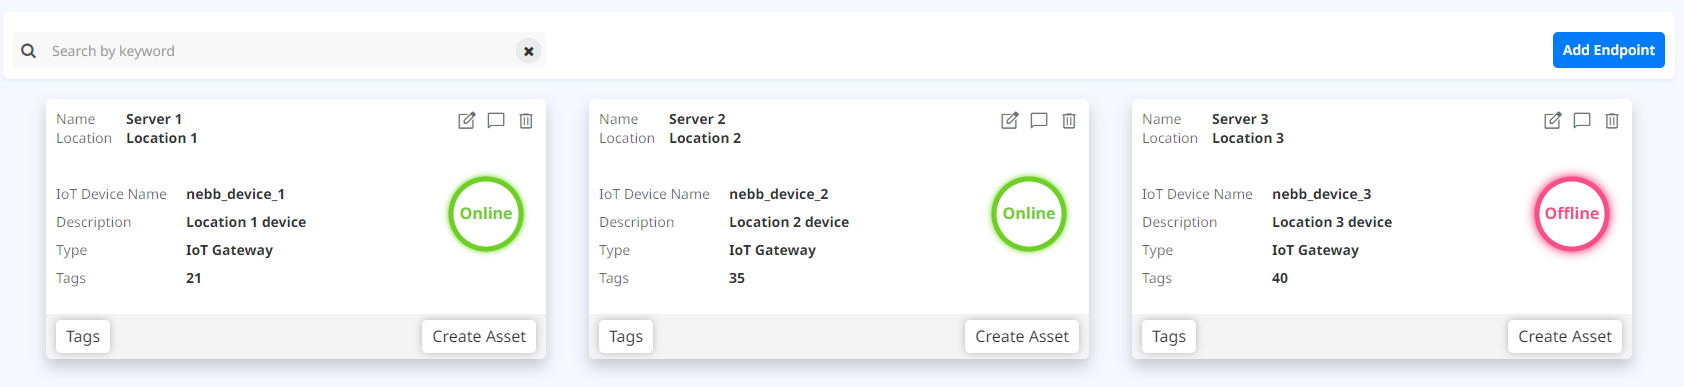 Search by keyword
Add Endpoint
Name Server 1
Location Location 1
IoT Device Name nebb_device_1
Description Location 1 device
Type IoT Gateway
Tags 21
Online
Tags
Create Asset
Name Server 2
Location Location 2
IoT Device Name nebb_device_2
Description Location 2 device
Type IoT Gateway
Tags 35
Online
Tags
Create Asset
Name Server 3
Location Location 3
IoT Device Name nebb_device_3
Description Location 3 device
Type IoT Gateway
Tags 40
Offline
Tags
Create Asset